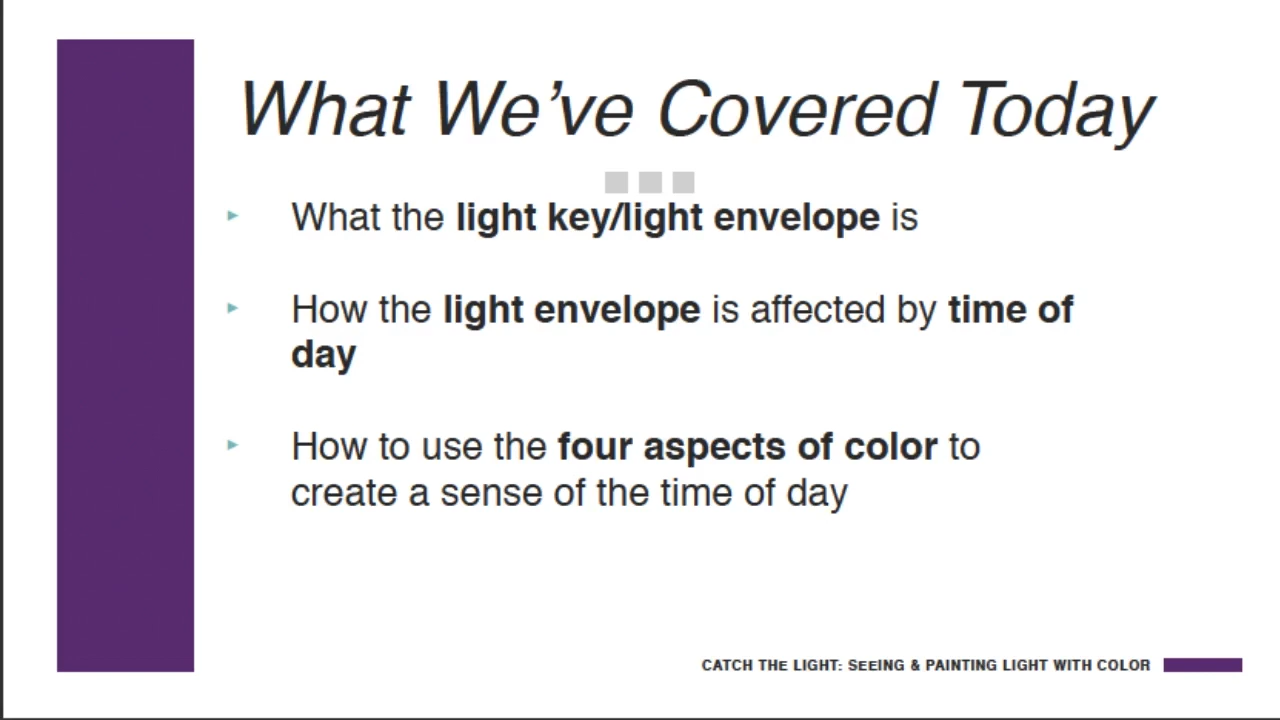 What We’ve Covered Today
▸ What the light key/light envelope is
▸ How the light envelope is affected by time of
day
▸ How to use the four aspects of color to
create a sense of the time of day
CATCH THE LIGHT: SEEING & PAINTING LIGHT WITH COLOR